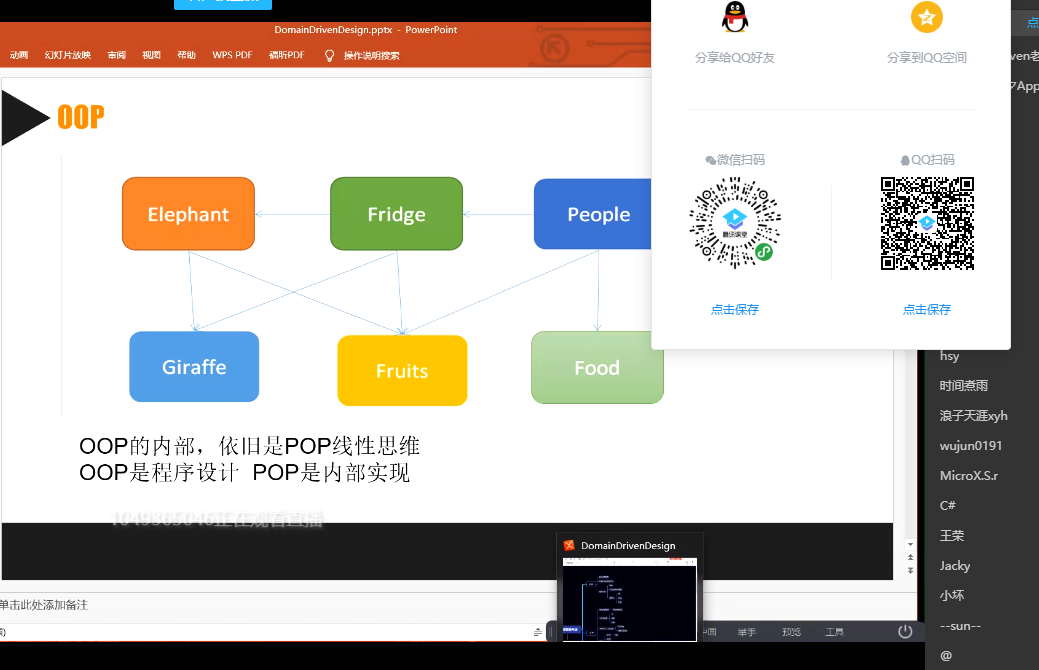 DomainDrivenDesign.pptx - PowerPoint
动画 幻灯片放映 审阅 视图 帮助 WPS PDF 福昕PDF 操作说明搜索
分享给QQ好友 分享到QQ空间
点
ven老
App
OOP
微信扫码 QQ扫码
腾讯课堂
Elephant Fridge People
点击保存 点击保存
Giraffe Fruits Food
OOP的内部，依旧是POP线性思维
OOP是程序设计 POP是内部实现
1049365046正在观看直播
hsy
时间煮雨
浪子天涯xyh
wujun0191
MicroX.S.r
C#
王荣
Jacky
小坏
--sun--
@
DomainDrivenDesign
单击此处添加备注
举手 预览 工具